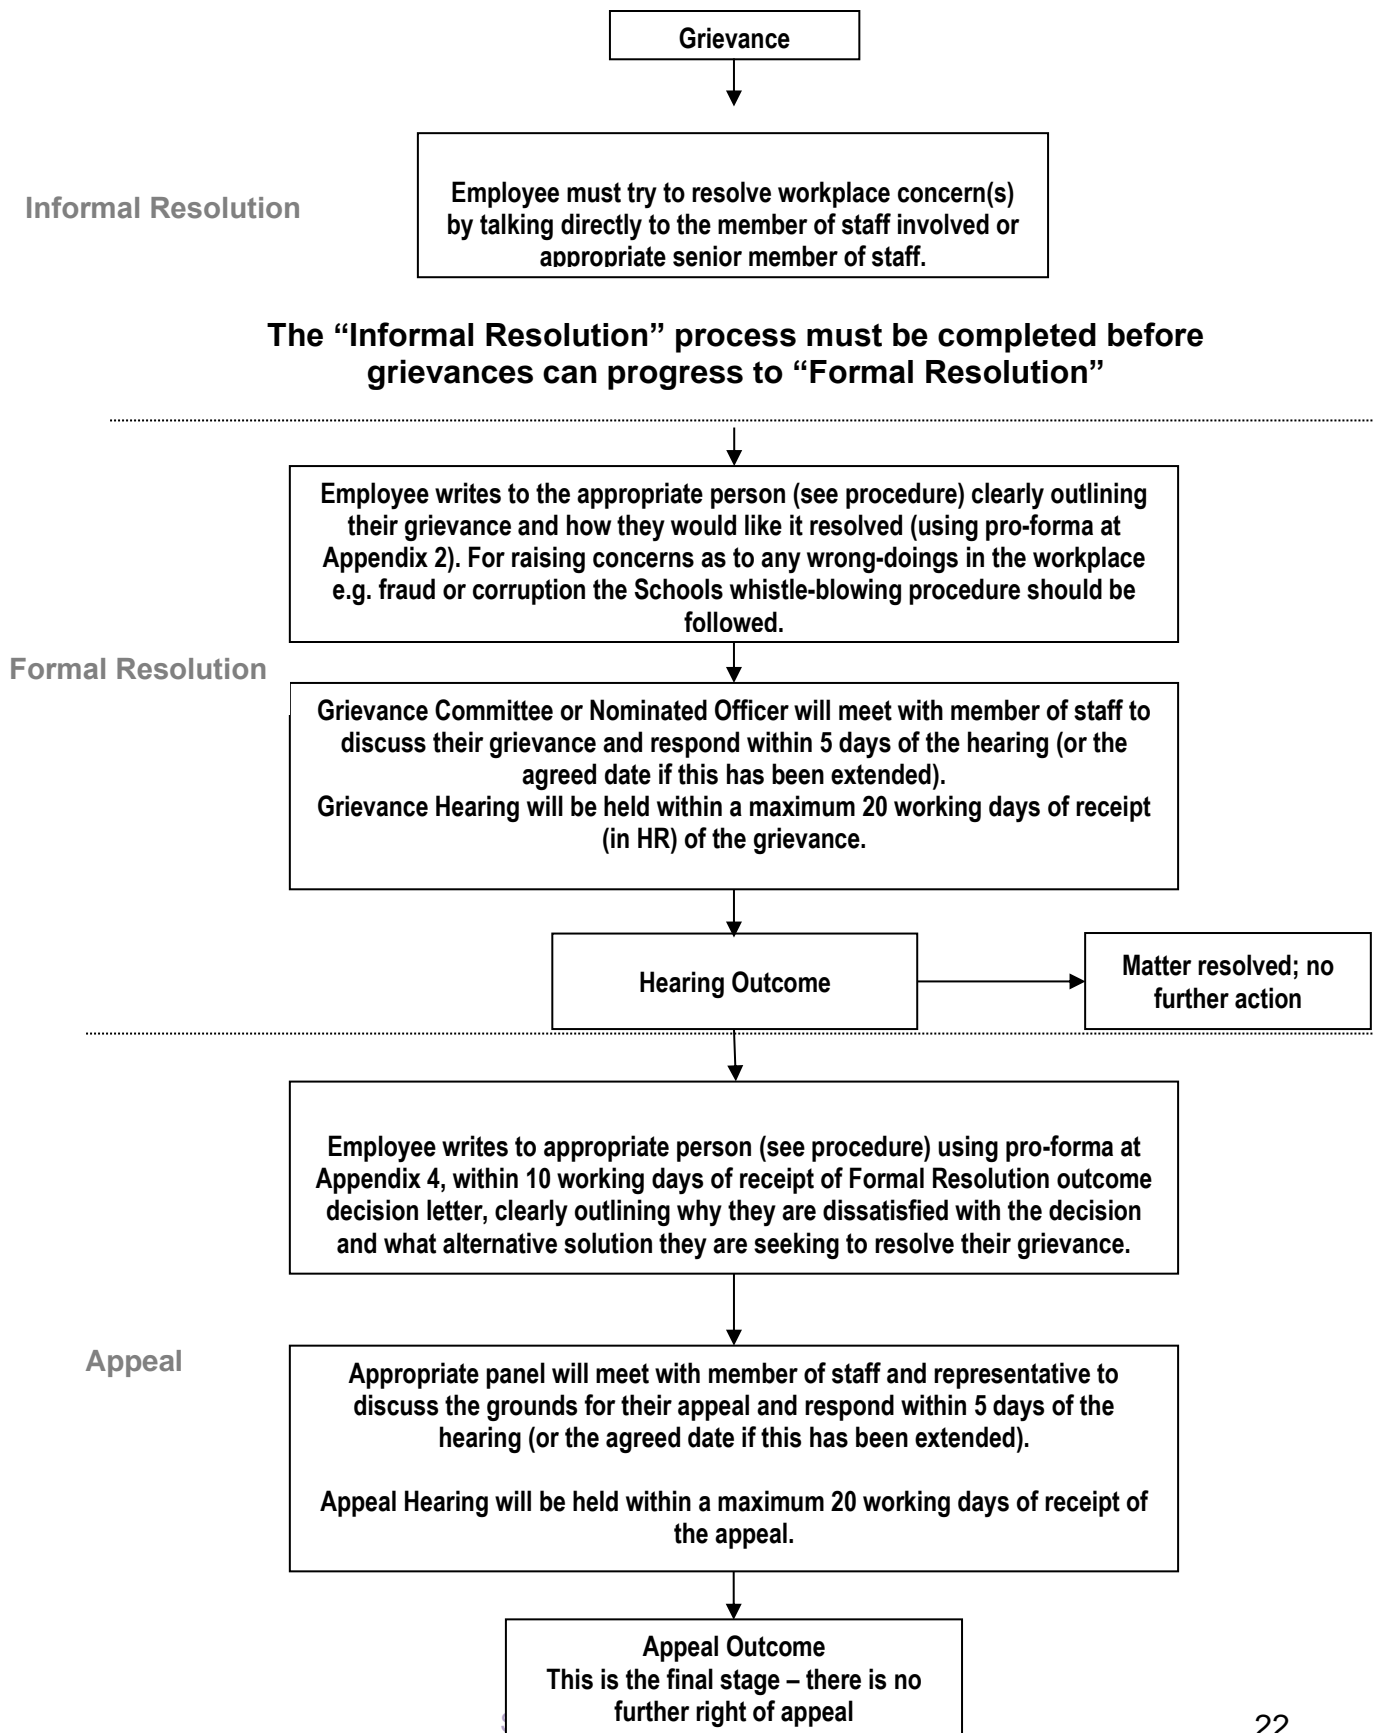 Grievance
Informal Resolution
Employee must try to resolve workplace concern(s)
by talking directly to the member of staff involved or
appropriate senior member of staff.
The “Informal Resolution” process must be completed before
grievances can progress to “Formal Resolution”
Employee writes to the appropriate person (see procedure) clearly outlining
their grievance and how they would like it resolved (using pro-forma at
Appendix 2). For raising concerns as to any wrong-doings in the workplace
e.g. fraud or corruption the Schools whistle-blowing procedure should be
followed.
Formal Resolution
Grievance Committee or Nominated Officer will meet with member of staff to
discuss their grievance and respond within 5 days of the hearing (or the
agreed date if this has been extended).
Grievance Hearing will be held within a maximum 20 working days of receipt
(in HR) of the grievance.
Hearing Outcome
Matter resolved; no
further action
Employee writes to appropriate person (see procedure) using pro-forma at
Appendix 4, within 10 working days of receipt of Formal Resolution outcome
decision letter, clearly outlining why they are dissatisfied with the decision
and what alternative solution they are seeking to resolve their grievance.
Appeal
Appropriate panel will meet with member of staff and representative to
discuss the grounds for their appeal and respond within 5 days of the
hearing (or the agreed date if this has been extended).
Appeal Hearing will be held within a maximum 20 working days of receipt of
the appeal.
Appeal Outcome
This is the final stage – there is no
further right of appeal
22